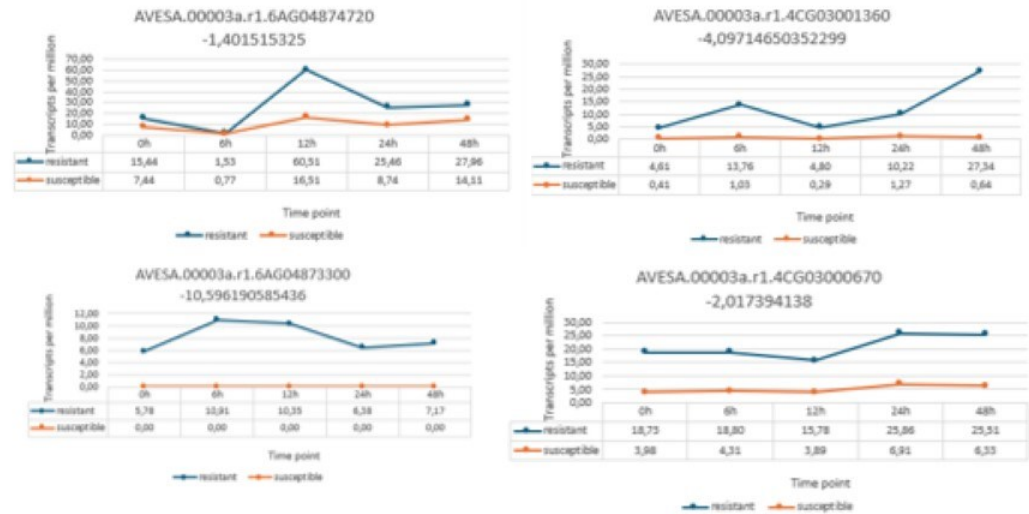 AVESA.00003a.r1.6AG04874720
-1,401515325
Transcripts per million
70,00
60,00
50,00
40,00
30,00
20,00
10,00
0,00
0h 6h 12h 24h 48h
resistant 15,44 1,53 60,51 25,46 27,96
susceptible 7,44 0,77 16,51 8,74 14,11
Time point
resistant susceptible
AVESA.00003a.r1.4CG03001360
-4,09714650352299
Transcripts per million
30,00
25,00
20,00
15,00
10,00
5,00
0,00
0h 6h 12h 24h 48h
resistant 4,61 13,76 4,80 10,22 27,34
susceptible 0,41 1,03 0,29 1,27 0,64
Time point
resistant susceptible
AVESA.00003a.r1.6AG04873300
-10,596190585436
Transcripts per million
12,00
10,00
8,00
6,00
4,00
2,00
0,00
0h 6h 12h 24h 48h
resistant 5,78 10,91 10,35 6,38 7,17
susceptible 0,00 0,00 0,00 0,00 0,00
Time point
resistant susceptible
AVESA.00003a.r1.4CG03000670
-2,017394138
Transcripts per million
30,00
25,00
20,00
15,00
10,00
5,00
0,00
0h 6h 12h 24h 48h
resistant 18,73 18,80 15,78 25,86 25,51
susceptible 3,98 4,31 3,89 6,91 6,33
Time point
resistant susceptible